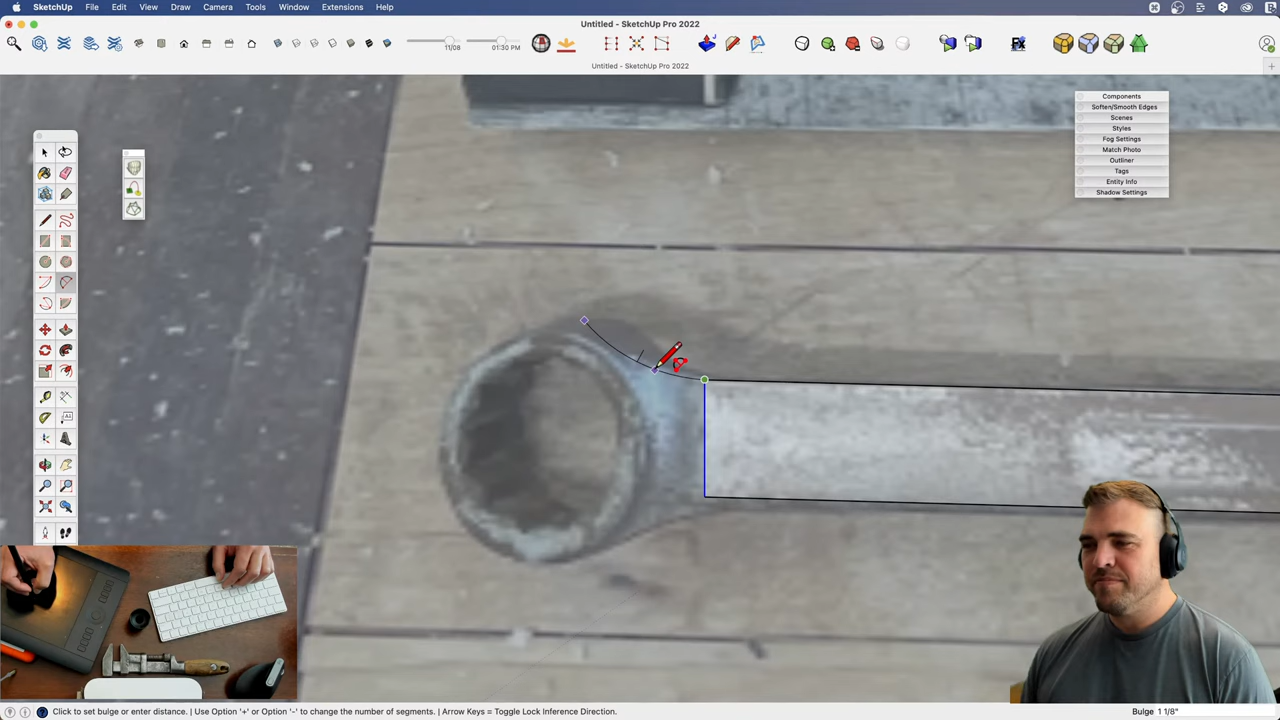 SketchUp File Edit View Draw Camera Tools Window Extensions Help
Untitled - SketchUp Pro 2022
11/08 01:30 PM
Untitled - SketchUp Pro 2022
Components
Soften/Smooth Edges
Scenes
Styles
Fog Settings
Match Photo
Outliner
Tags
Entity Info
Shadow Settings
Click to set bulge or enter distance. | Use Option '+' or Option '-' to change the number of segments. | Arrow Keys = Toggle Lock Inference Direction. Bulge 1 1/8"